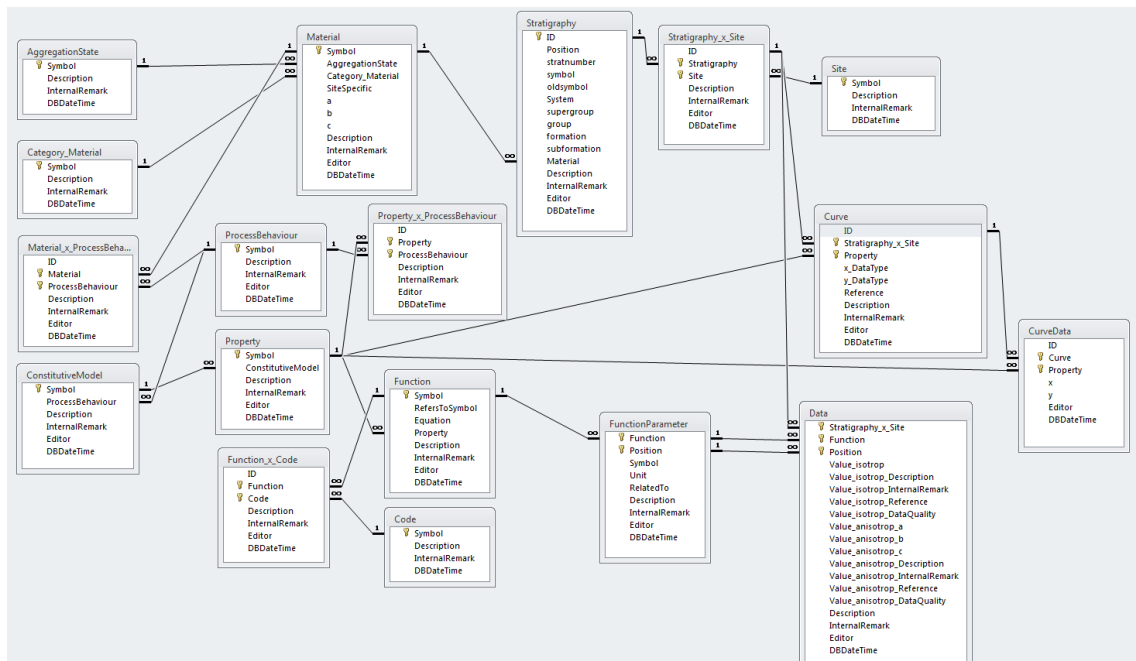 AggregationState
Symbol
Description
InternalRemark
DBDateTime
Category_Material
Symbol
Description
InternalRemark
DBDateTime
Material_x_ProcessBeha...
ID
Material
ProcessBehaviour
Description
InternalRemark
Editor
DBDateTime
ConstitutiveModel
Symbol
ProcessBehaviour
Description
InternalRemark
Editor
DBDateTime
Material
Symbol
AggregationState
Category_Material
SiteSpecific
a
b
c
Description
InternalRemark
Editor
DBDateTime
ProcessBehaviour
Symbol
Description
InternalRemark
Editor
DBDateTime
Property_x_ProcessBehaviour
ID
Property
ProcessBehaviour
Description
InternalRemark
Editor
DBDateTime
Property
Symbol
ConstitutiveModel
Description
InternalRemark
Editor
DBDateTime
Function_x_Code
ID
Function
Code
Description
InternalRemark
Editor
DBDateTime
Function
Symbol
RefersToSymbol
Equation
Property
Description
InternalRemark
Editor
DBDateTime
Code
Symbol
Description
InternalRemark
DBDateTime
Stratigraphy
ID
Position
stratnumber
symbol
oldsymbol
System
supergroup
group
formation
subformation
Material
Description
InternalRemark
Editor
DBDateTime
Stratigraphy_x_Site
ID
Stratigraphy
Site
Description
InternalRemark
Editor
DBDateTime
Site
Symbol
Description
InternalRemark
DBDateTime
Curve
ID
Stratigraphy_x_Site
Property
x_DataType
y_DataType
Reference
Description
InternalRemark
Editor
DBDateTime
CurveData
ID
Curve
Property
x
y
Editor
DBDateTime
FunctionParameter
Function
Position
Symbol
Unit
RelatedTo
Description
InternalRemark
Editor
DBDateTime
Data
Stratigraphy_x_Site
Function
Position
Value_isotrop
Value_isotrop_Description
Value_isotrop_InternalRemark
Value_isotrop_Reference
Value_isotrop_DataQuality
Value_anisotrop_a
Value_anisotrop_b
Value_anisotrop_c
Value_anisotrop_Description
Value_anisotrop_InternalRemark
Value_anisotrop_Reference
Value_anisotrop_DataQuality
Description
InternalRemark
Editor
DBDateTime